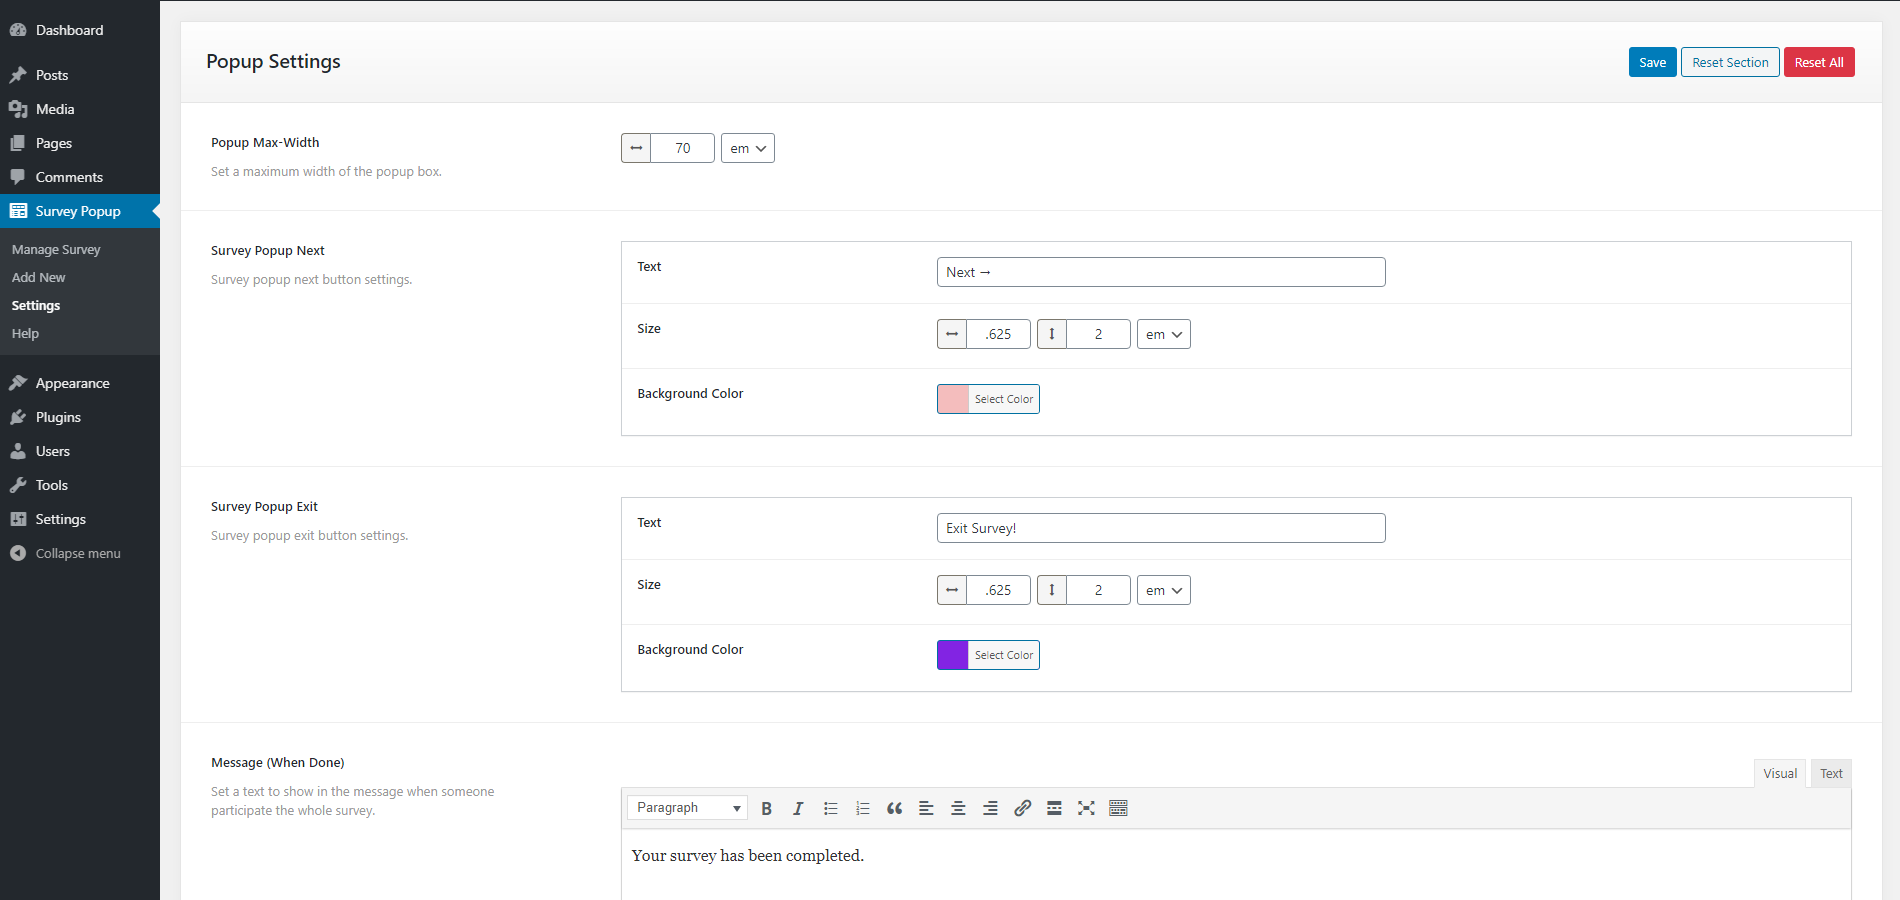 Dashboard
Posts
Media
Pages
Comments
Survey Popup
Manage Survey
Add New
Settings
Help
Appearance
Plugins
Users
Tools
Settings
Collapse menu
Popup Settings
Save
Reset Section
Reset All
Popup Max-Width
Set a maximum width of the popup box.
70
em
Survey Popup Next
Survey popup next button settings.
Text
Next →
Size
.625
2
em
Background Color
Select Color
Survey Popup Exit
Survey popup exit button settings.
Text
Exit Survey!
Size
.625
2
em
Background Color
Select Color
Message (When Done)
Set a text to show in the message when someone
participate the whole survey.
Visual
Text
Paragraph
Your survey has been completed.